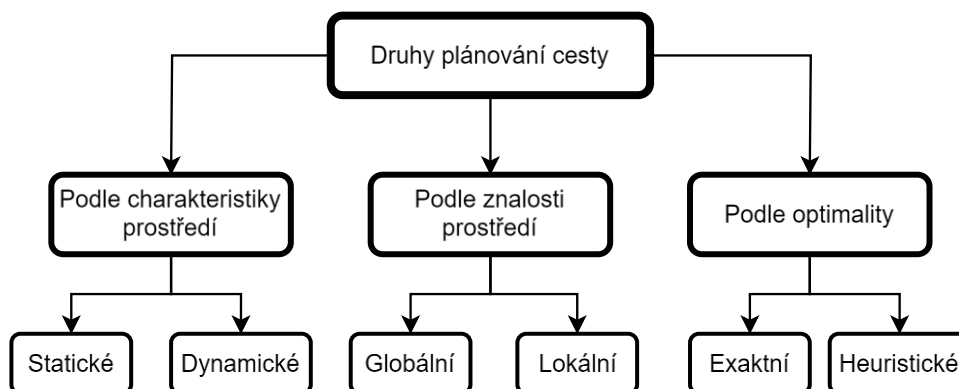 Druhy plánování cesty
Podle charakteristiky
prostředí
Podle znalosti
prostředí
Podle optimality
Statické
Dynamické
Globální
Lokální
Exaktní
Heuristické